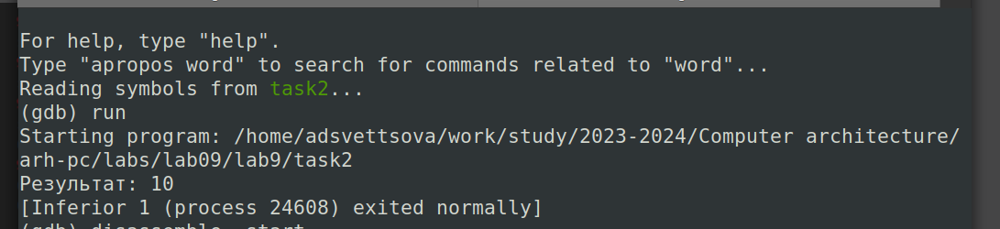 For help, type "help".
Type "apropos word" to search for commands related to "word"...
Reading symbols from task2...
(gdb) run
Starting program: /home/adsvettsova/work/study/2023-2024/Computer architecture/
arh-pc/labs/lab09/lab9/task2
Результат: 10
[Inferior 1 (process 24608) exited normally]
(gdb) disassemble _start